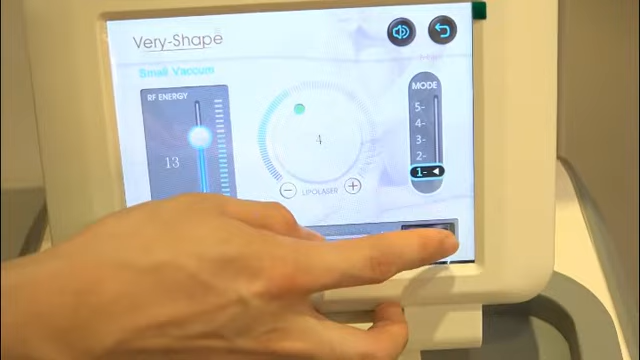 Very-Shape
Small Vacuum
RF ENERGY
13
4
LIPOLASER
MODE
5-
4-
3-
2-
1-